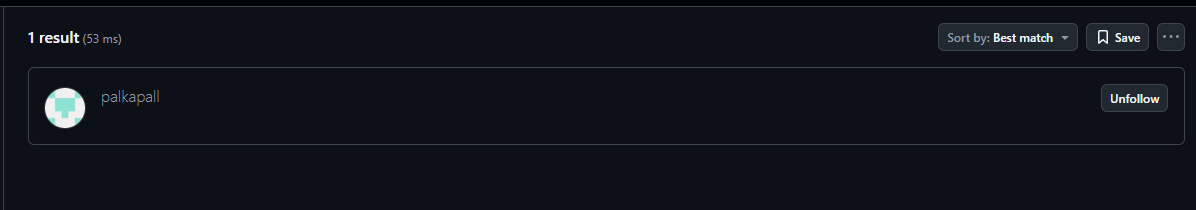 1 result (53 ms)
Sort by: Best match
Save
palkapall
Unfollow